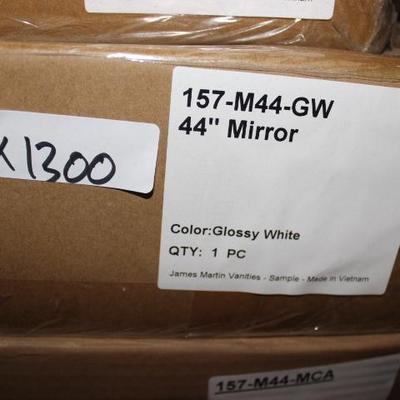 157-M44-GW
44" Mirror
X1300
Color:Glossy White
QTY: 1 PC
James Martin Vanities - Sample - Made in Vietnam
157-M44-MCA